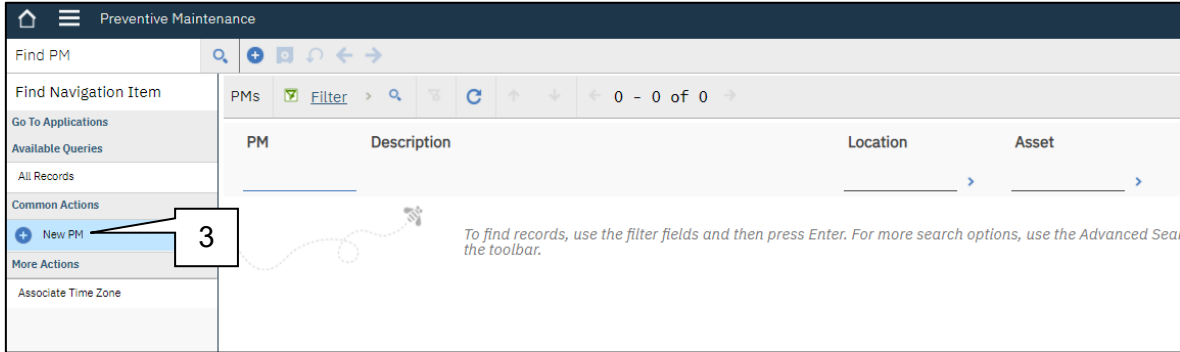 Preventive Maintenance
Find PM
Find Navigation Item
Go To Applications
Available Queries
All Records
Common Actions
New PM
3
More Actions
Associate Time Zone
PMs Filter 0 - 0 of 0
PM Description Location Asset
To find records, use the filter fields and then press Enter. For more search options, use the Advanced Sear
the toolbar.